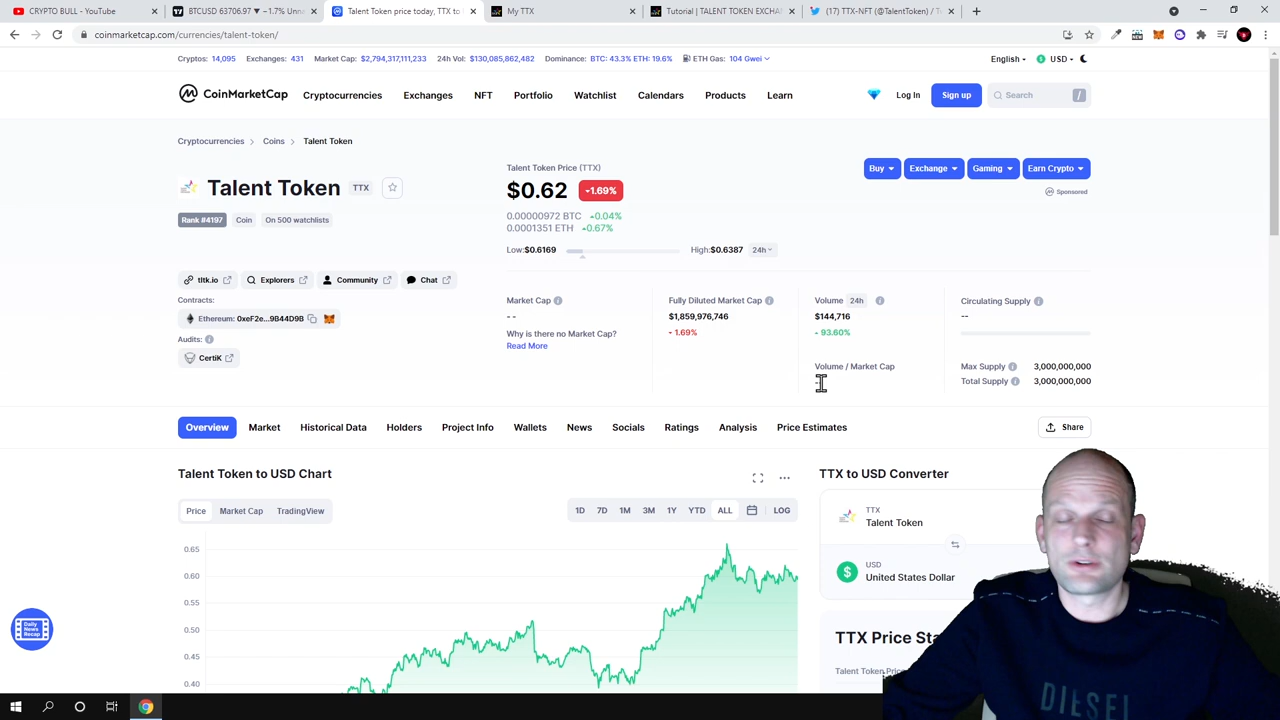 CRYPTO BULL - YouTube
BTCUSD 63706.97 ▼ −1.7% Unna
Talent Token price today, TTX to
My TTX
Tutorial | TALENT TOKEN EXCHA
(17) TTX-NFT (@TalentToken) / T
coinmarketcap.com/currencies/talent-token/
Cryptos: 14,095 Exchanges: 431 Market Cap: $2,794,317,111,233 24h Vol: $130,085,862,482 Dominance: BTC: 43.3% ETH: 19.6% ETH Gas: 104 Gwei
English USD
CoinMarketCap Cryptocurrencies Exchanges NFT Portfolio Watchlist Calendars Products Learn Log In Sign up Search /
Cryptocurrencies > Coins > Talent Token
Talent Token TTX
Rank #4197 Coin On 500 watchlists
tltk.io Explorers Community Chat
Contracts:
Ethereum: 0xeF2e...9B44D9B
Audits:
CertiK
Talent Token Price (TTX)
$0.62 1.69%
0.00000972 BTC 0.04%
0.0001351 ETH 0.67%
Low: $0.6169 High: $0.6387 24h
Buy Exchange Gaming Earn Crypto
Sponsored
Market Cap
- -
Why is there no Market Cap?
Read More
Fully Diluted Market Cap
$1,859,976,746
1.69%
Volume 24h
$144,716
93.60%
Volume / Market Cap
Circulating Supply
--
Max Supply 3,000,000,000
Total Supply 3,000,000,000
Overview Market Historical Data Holders Project Info Wallets News Socials Ratings Analysis Price Estimates Share
Talent Token to USD Chart
Price Market Cap TradingView
1D 7D 1M 3M 1Y YTD ALL LOG
0.65
0.60
0.55
0.50
0.45
0.40
TTX to USD Converter
TTX
Talent Token
USD
United States Dollar
TTX Price Sta
Talent Token Price
Daily
News
Recap
DIESEL